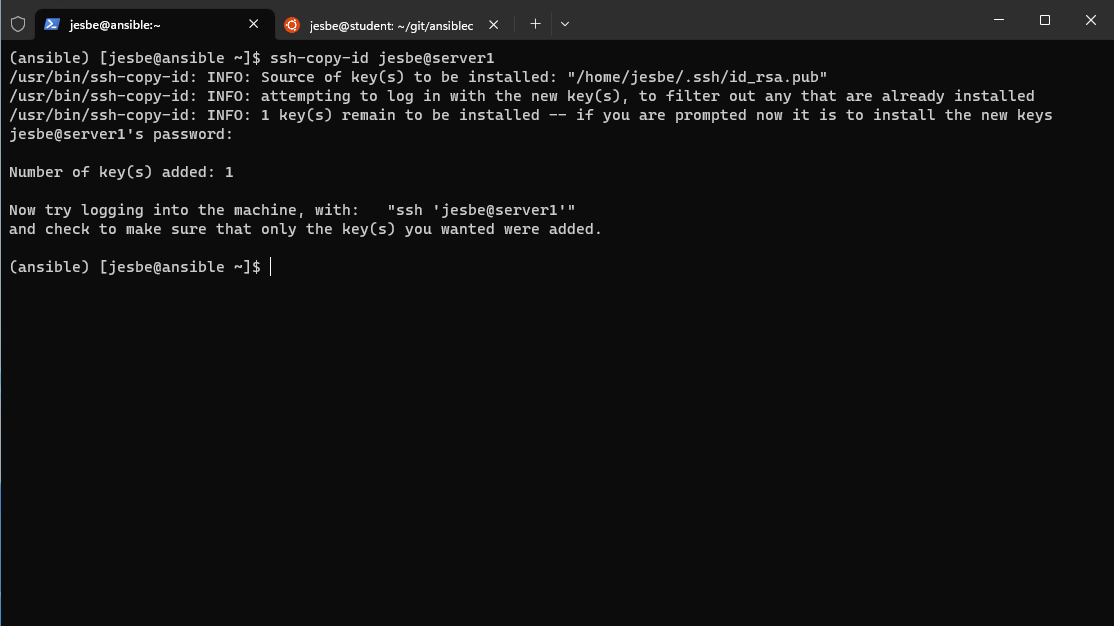 jesbe@ansible:~
jesbe@student: ~/git/ansiblec
(ansible) [jesbe@ansible ~]$ ssh-copy-id jesbe@server1
/usr/bin/ssh-copy-id: INFO: Source of key(s) to be installed: "/home/jesbe/.ssh/id_rsa.pub"
/usr/bin/ssh-copy-id: INFO: attempting to log in with the new key(s), to filter out any that are already installed
/usr/bin/ssh-copy-id: INFO: 1 key(s) remain to be installed -- if you are prompted now it is to install the new keys
jesbe@server1's password:
Number of key(s) added: 1
Now try logging into the machine, with:   "ssh 'jesbe@server1'"
and check to make sure that only the key(s) you wanted were added.
(ansible) [jesbe@ansible ~]$